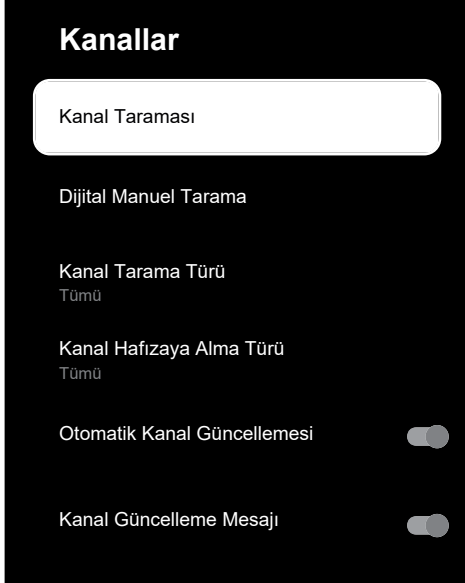 Kanallar
Kanal Taraması
Dijital Manuel Tarama
Kanal Tarama Türü
Tümü
Kanal Hafızaya Alma Türü
Tümü
Otomatik Kanal Güncellemesi
Kanal Güncelleme Mesajı